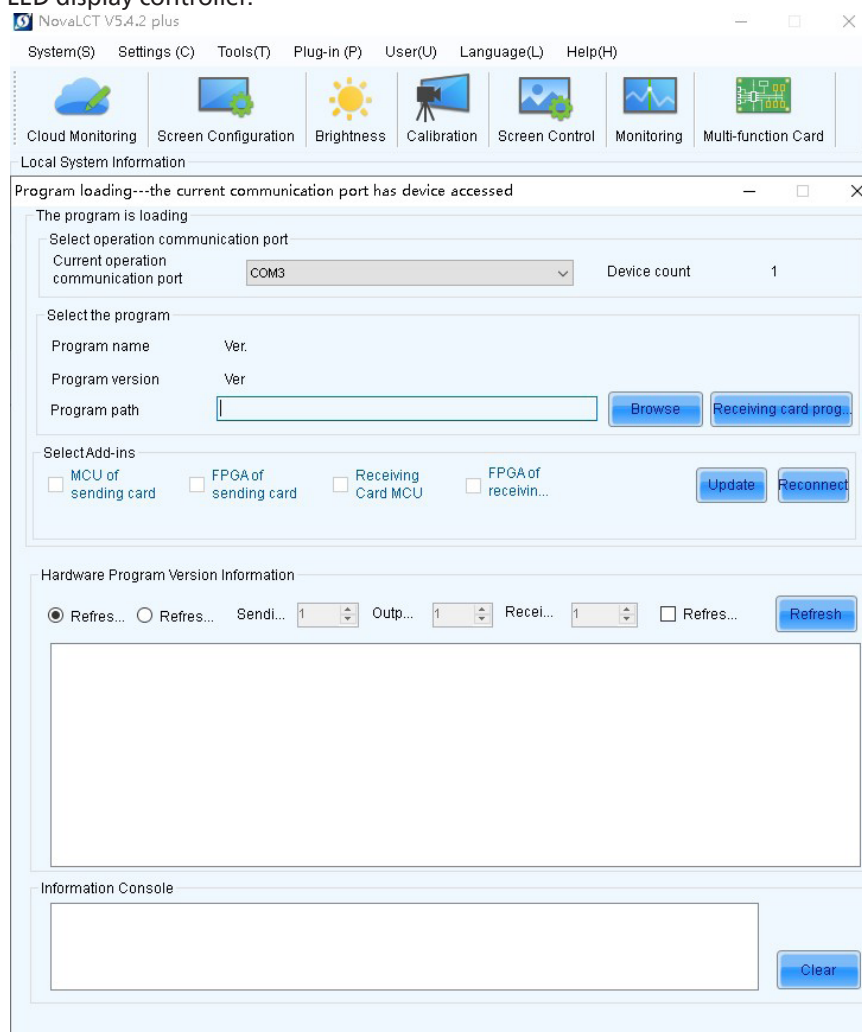 LED display controller.
NovaLCT V5.4.2 plus
System(S) Settings (C) Tools(T) Plug-in (P) User(U) Language(L) Help(H)
Cloud Monitoring Screen Configuration Brightness Calibration Screen Control Monitoring Multi-function Card
Local System Information
Program loading---the current communication port has device accessed
The program is loading
Select operation communication port
Current operation
communication port COM3 Device count 1
Select the program
Program name Ver.
Program version Ver
Program path Browse Receiving card prog...
SelectAdd-ins
MCU of
sending card
FPGA of
sending card
Receiving
Card MCU
FPGA of
receivin...
Update Reconnect
Hardware Program Version Information
Refres... Refres... Sendi... 1 Outp... 1 Recei... 1 Refres... Refresh
Information Console
Clear